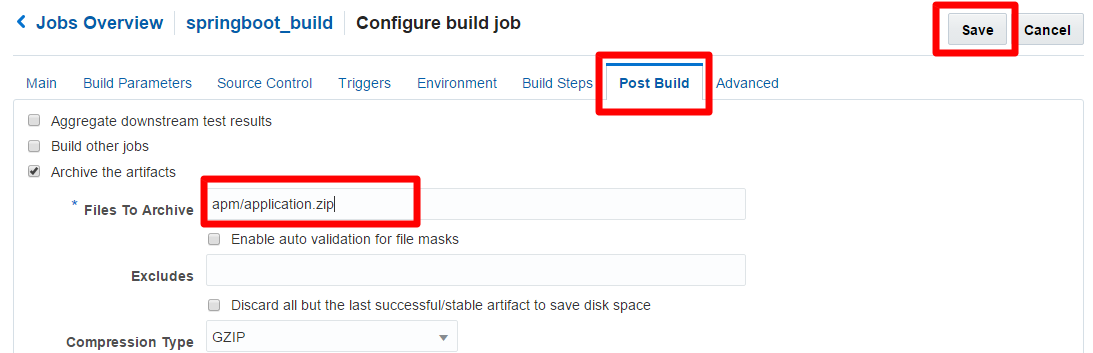 Jobs Overview springboot_build Configure build job Save Cancel
Main Build Parameters Source Control Triggers Environment Build Steps Post Build Advanced
Aggregate downstream test results
Build other jobs
Archive the artifacts
* Files To Archive apm/application.zip
Enable auto validation for file masks
Excludes
Discard all but the last successful/stable artifact to save disk space
Compression Type GZIP